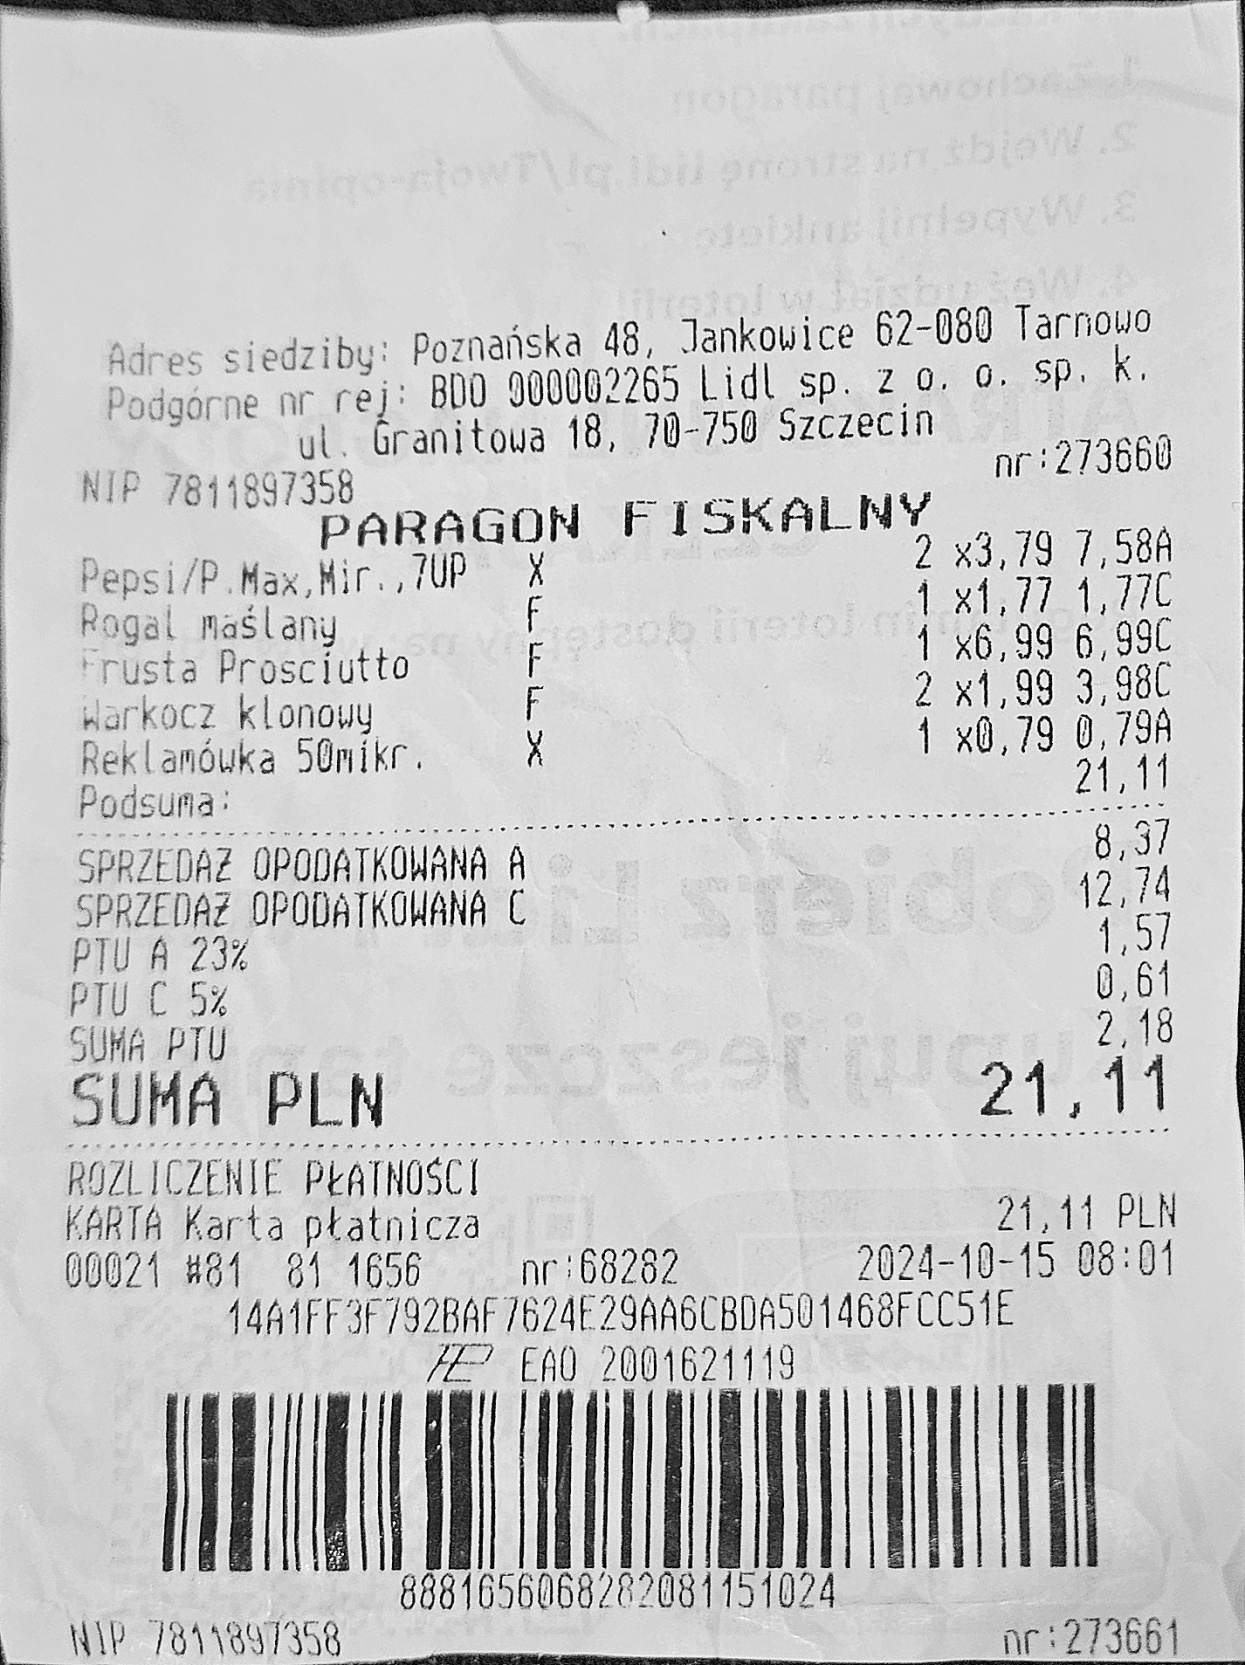 Adres siedziby: Poznańska 48, Jankowice 62-080 Tarnowo
Podgórne nr rej: BDO 000002265 Lidl sp. z o. o. sp. k.
ul. Granitowa 18, 70-750 Szczecin
NIP 7811897358 nr:273660
PARAGON FISKALNY
Pepsi/P.Max,Mir.,7UP X 2 x3,79 7,58A
Rogal maślany F 1 x1,77 1,77C
Frusta Prosciutto F 1 x6,99 6,99C
Warkocz klonowy F 2 x1,99 3,98C
Reklamówka 50mikr. X 1 x0,79 0,79A
Podsuma: 21,11
SPRZEDAŻ OPODATKOWANA A 8,37
SPRZEDAŻ OPODATKOWANA C 12,74
PTU A 23% 1,57
PTU C 5% 0,61
SUMA PTU 2,18
SUMA PLN 21,11
ROZLICZENIE PŁATNOŚCI
KARTA Karta płatnicza 21,11 PLN
00021 #81 81 1656 nr:68282 2024-10-15 08:01
14A1FF3F792BAF7624E29AA6CBDA501468FCC51E
EAO 2001621119
8881656068282081151024
NIP 7811897358 nr:273661